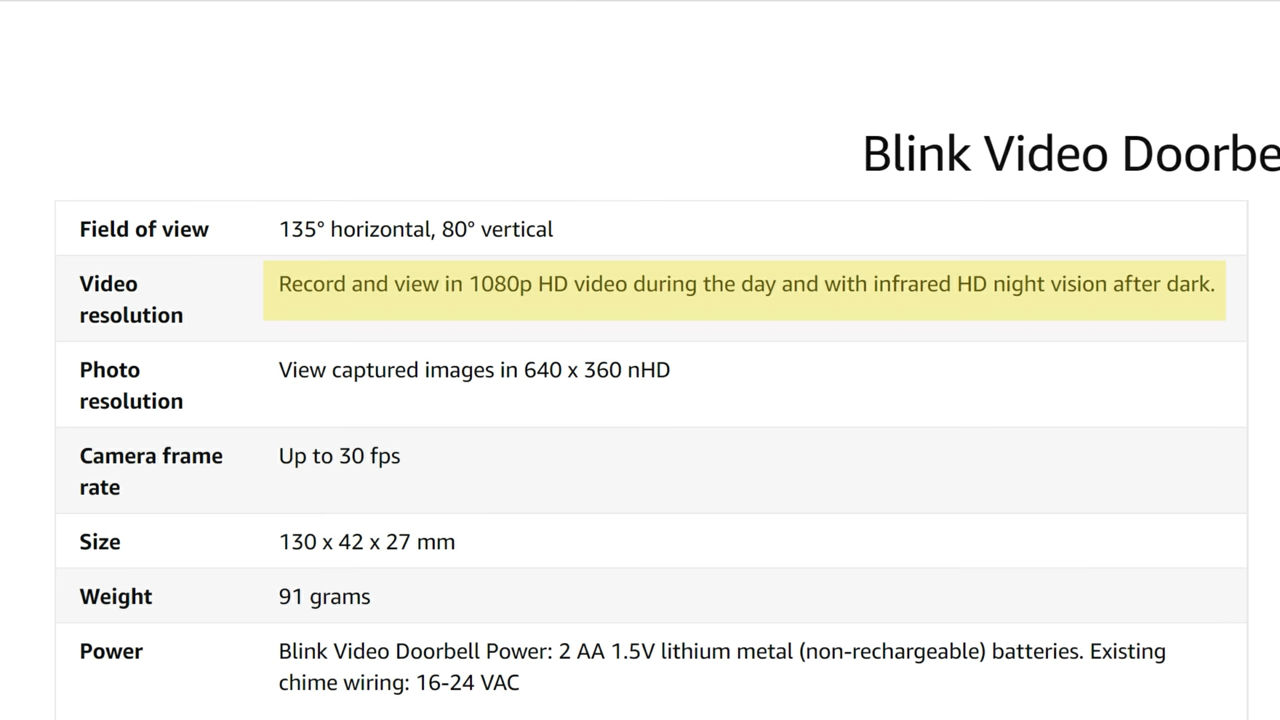 Blink Video Doorbe
Field of view 135° horizontal, 80° vertical
Video Record and view in 1080p HD video during the day and with infrared HD night vision after dark.
resolution
Photo View captured images in 640 x 360 nHD
resolution
Camera frame Up to 30 fps
rate
Size 130 x 42 x 27 mm
Weight 91 grams
Power Blink Video Doorbell Power: 2 AA 1.5V lithium metal (non-rechargeable) batteries. Existing
chime wiring: 16-24 VAC